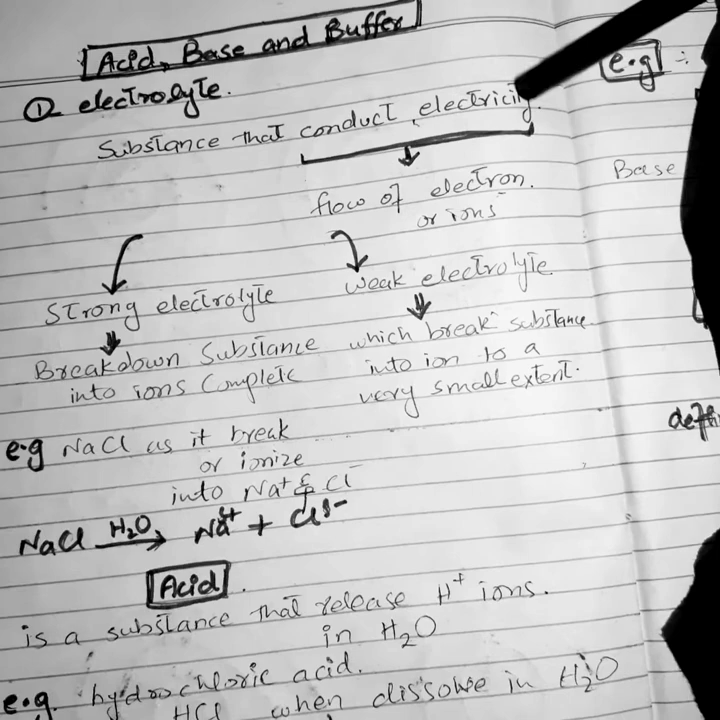 Acid, Base and Buffer
① electrolyte.
Substance that conduct electricity.
flow of electron.
or ions
Strong electrolyte
weak electrolyte
Breakdown Substance
into ions Complete
which break substance
into ion to a
very small extent.
e.g NaCl as it break
or ionize
into Na+ & Cl-
NaCl H₂O → Naδ+ + Clδ-
Acid.
is a substance that release H+ ions.
in H₂O
e.g. hydrochloric acid.
HCl when dissolve in H₂O
e.g :
Base